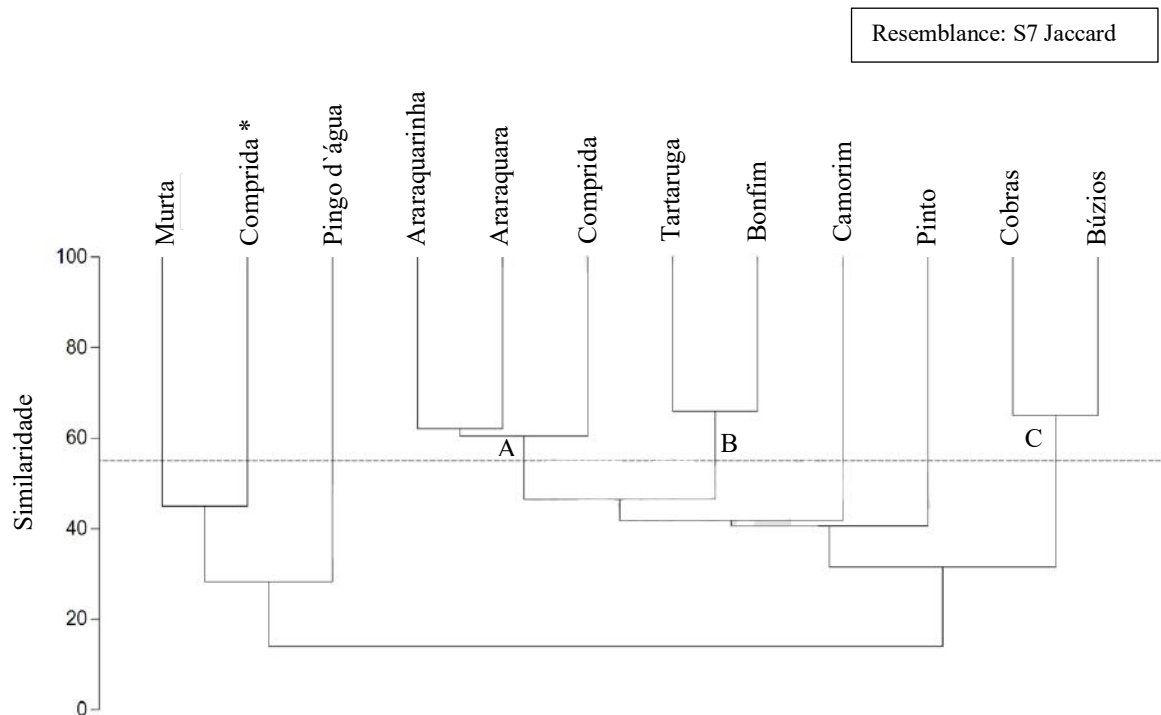 Resemblance: S7 Jaccard
Murta
Comprida *
Pingo d`água
Araraquarinha
Araraquara
Comprida
Tartaruga
Bonfim
Camorim
Pinto
Cobras
Búzios
100
80
60
40
20
0
Similaridade
A
B
C